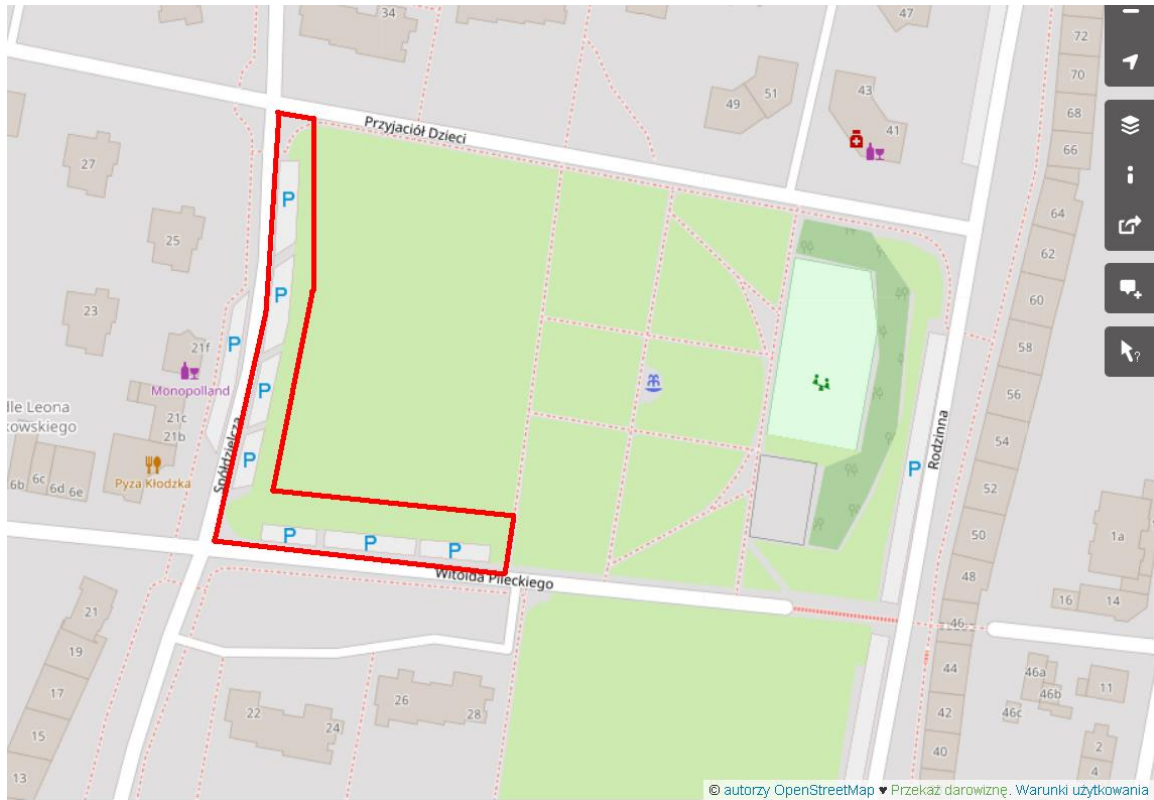 34
47
72
70
68
66
64
62
60
58
56
54
52
50
48
46
44
42
40
49
51
43
41
Przyjaciół Dzieci
27
25
23
21f
Monopolland
21c
21b
dle Leona
kowskiego
6b
6c
6d
6e
Pyza Kłodzka
Spółdzielcza
P
P
P
P
P
P
P
P
P
Rodzinna
Witolda Pileckiego
1a
16
14
46a
46b
46c
11
2
4
21
19
17
15
13
22
24
26
28
i
?
© autorzy OpenStreetMap ♥ Przekaż darowiznę. Warunki użytkowania